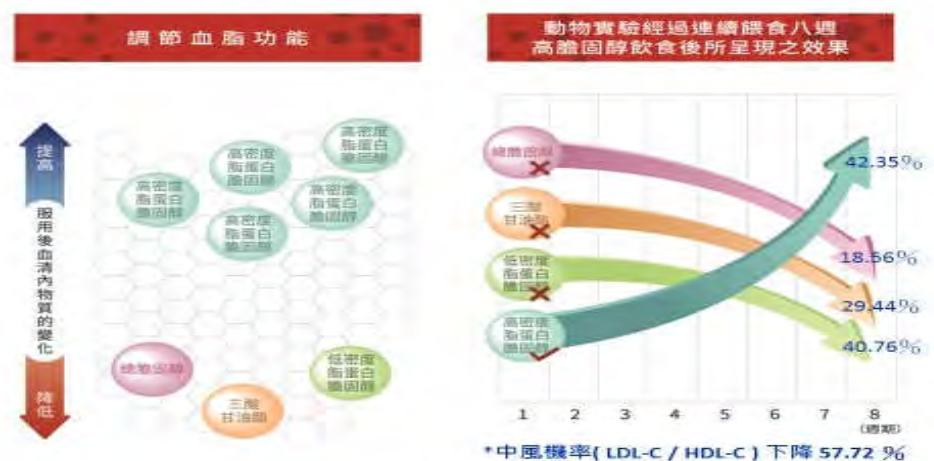 調節血脂功能
動物實驗經過連續餵食八週
高膽固醇飲食後所呈現之效果
提高
服用後血清內物質的變化
降低
高密度
脂蛋白
膽固醇
高密度
脂蛋白
膽固醇
高密度
脂蛋白
膽固醇
高密度
脂蛋白
膽固醇
高密度
脂蛋白
膽固醇
總膽固醇
三酸
甘油酯
低密度
脂蛋白
膽固醇
總膽固醇
三酸
甘油酯
低密度
脂蛋白
膽固醇
高密度
脂蛋白
膽固醇
42.35%
18.56%
29.44%
40.76%
1 2 3 4 5 6 7 8
(週期)
*中風機率( LDL-C / HDL-C ) 下降 57.72 %